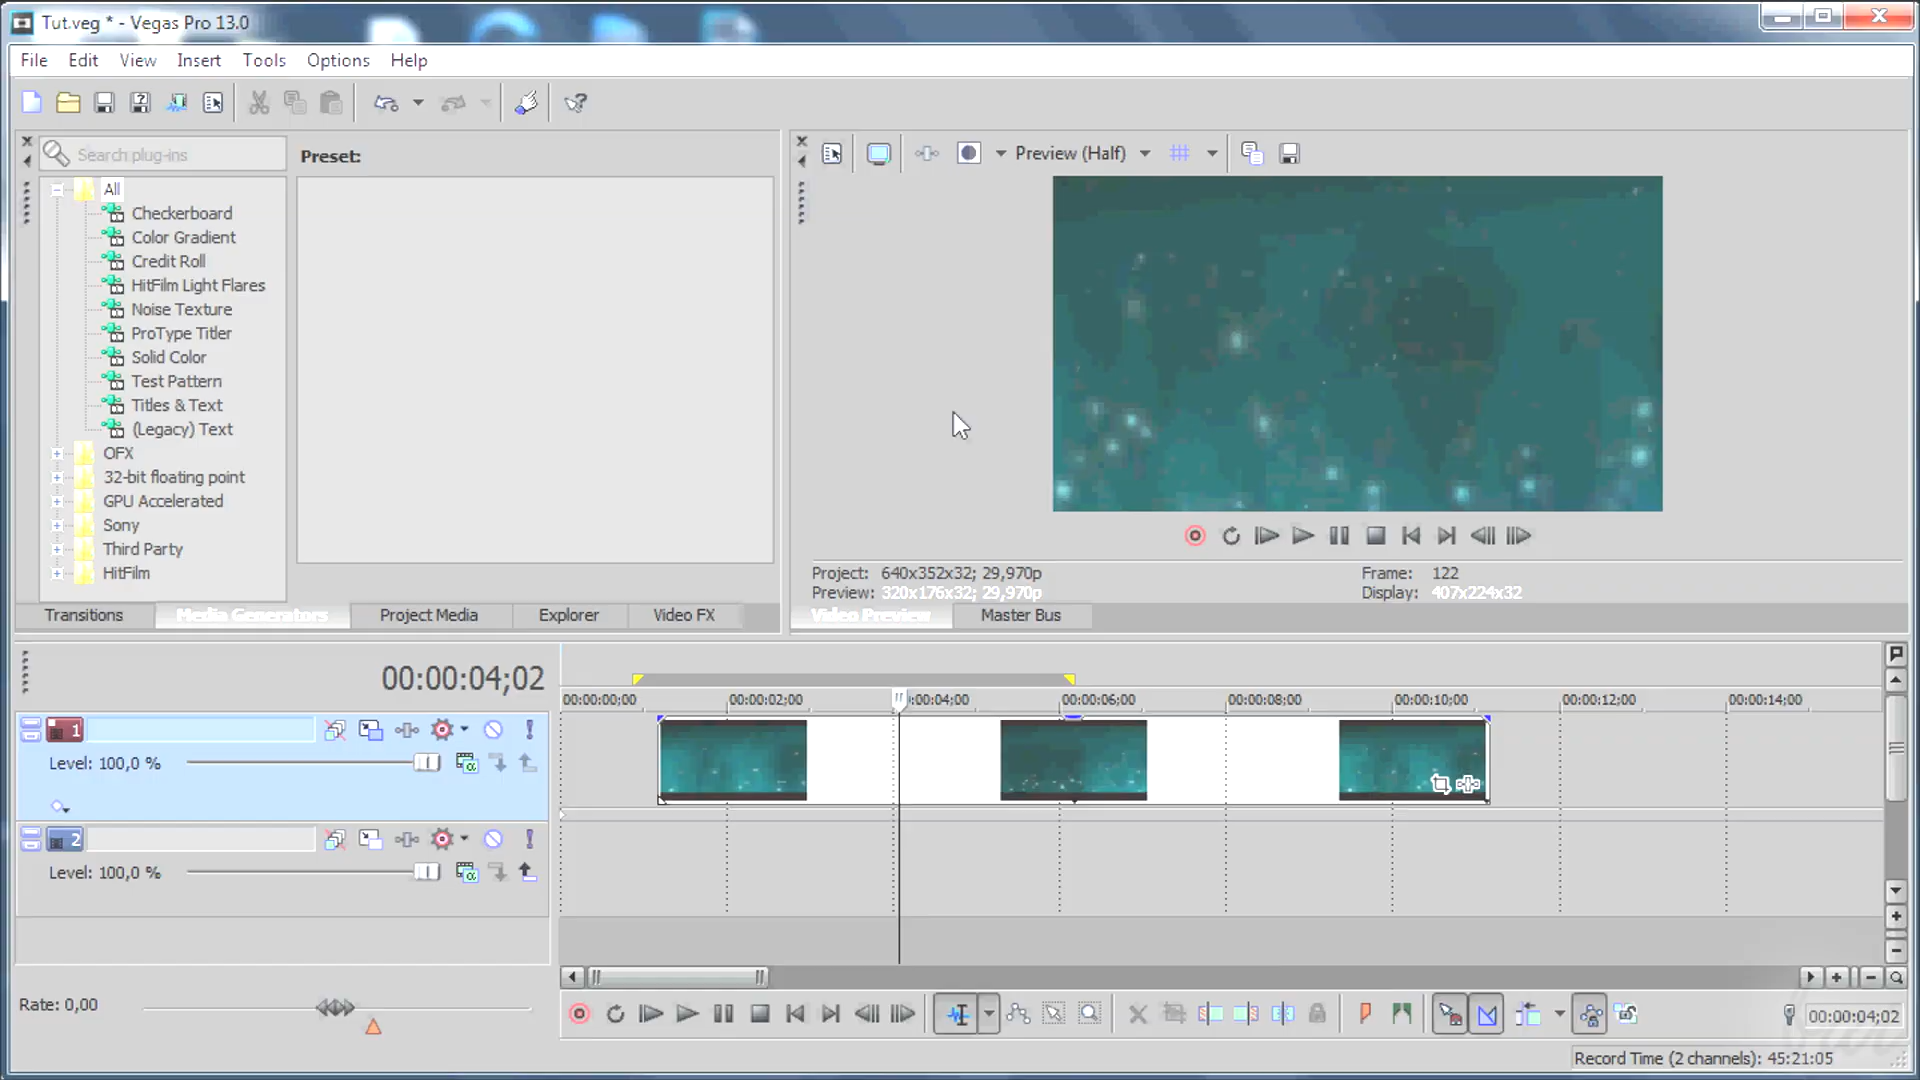 Tut.veg * - Vegas Pro 13.0
File Edit View Insert Tools Options Help
Search plug-ins
Preset:
Preview (Half)
All
Checkerboard
Color Gradient
Credit Roll
HitFilm Light Flares
Noise Texture
ProType Titler
Solid Color
Test Pattern
Titles & Text
(Legacy) Text
OFX
32-bit floating point
GPU Accelerated
Sony
Third Party
HitFilm
Project: 640x352x32; 29,970p
Frame: 122
Preview: 320x176x32; 29,970p
Display: 407x224x32
Transitions Media Generators Project Media Explorer Video FX
Video Preview Master Bus
00:00:04;02
00:00:00;00 00:00:02;00 00:00:04;00 00:00:06;00 00:00:08;00 00:00:10;00 00:00:12;00 00:00:14;00
1
Level: 100,0 %
2
Level: 100,0 %
Rate: 0,00
00:00:04;02
Record Time (2 channels): 45:21:05